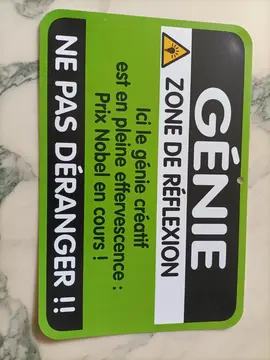 GÉNIE
ZONE DE RÉFLEXION
Ici le génie créatif
est en pleine effervescence :
Prix Nobel en cours !
NE PAS DÉRANGER !!